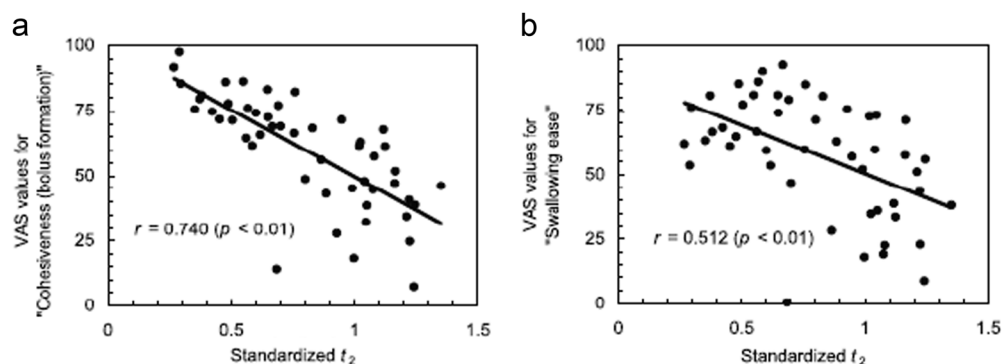 a
100
75
50
25
0
0
0.5
1
1.5
VAS values for
"Cohesiveness (bolus formation)"
r = 0.740 (p < 0.01)
Standardized t2
b
100
75
50
25
0
0
0.5
1
1.5
VAS values for
"Swallowing ease"
r = 0.512 (p < 0.01)
Standardized t2